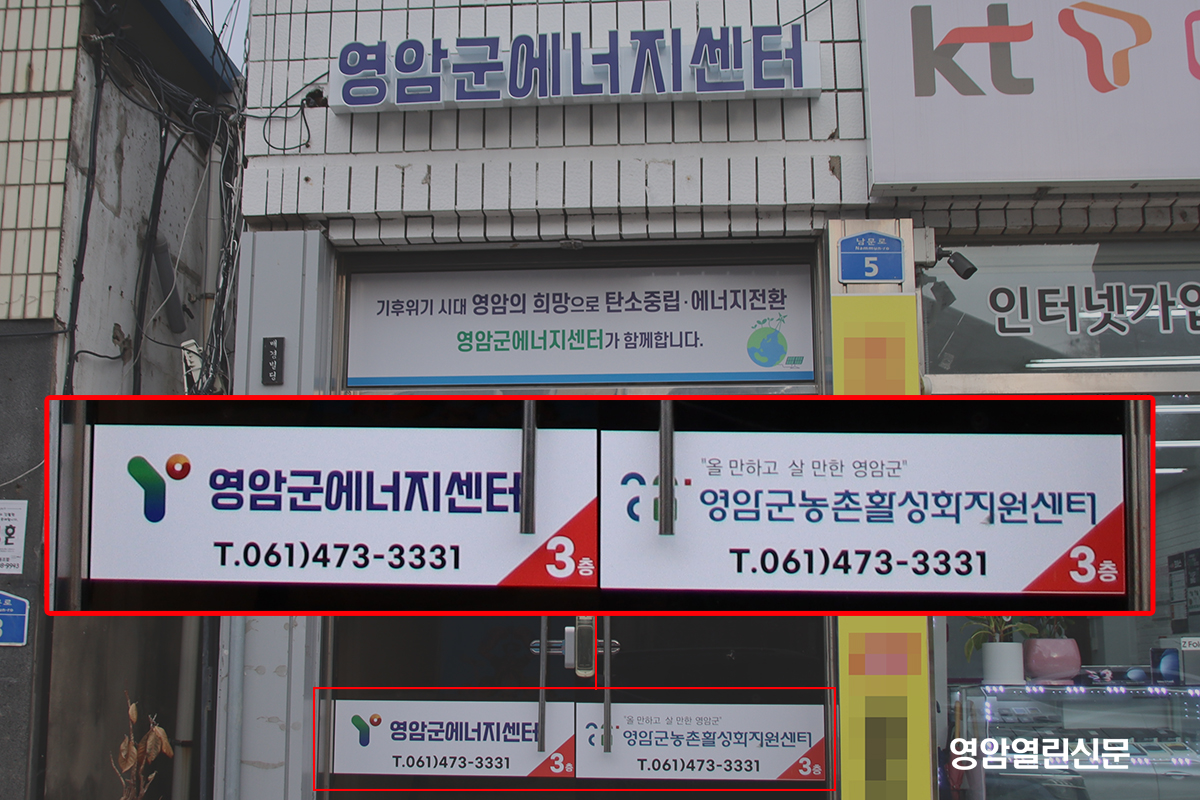 영암군에너지센터
kt
남문로
Nammun-ro
5
기후위기 시대 영암의 희망으로 탄소중립·에너지전환
영암군에너지센터가 함께합니다.
인터넷가입
매경빌딩
영암군에너지센터
T.061)473-3331
3층
"올 만하고 살 만한 영암군"
영암군농촌활성화지원센터
T.061)473-3331
3층
영암군에너지센터
T.061)473-3331
3층
"올 만하고 살 만한 영암군"
영암군농촌활성화지원센터
T.061)473-3331
3층
Z Fold
영암열린신문